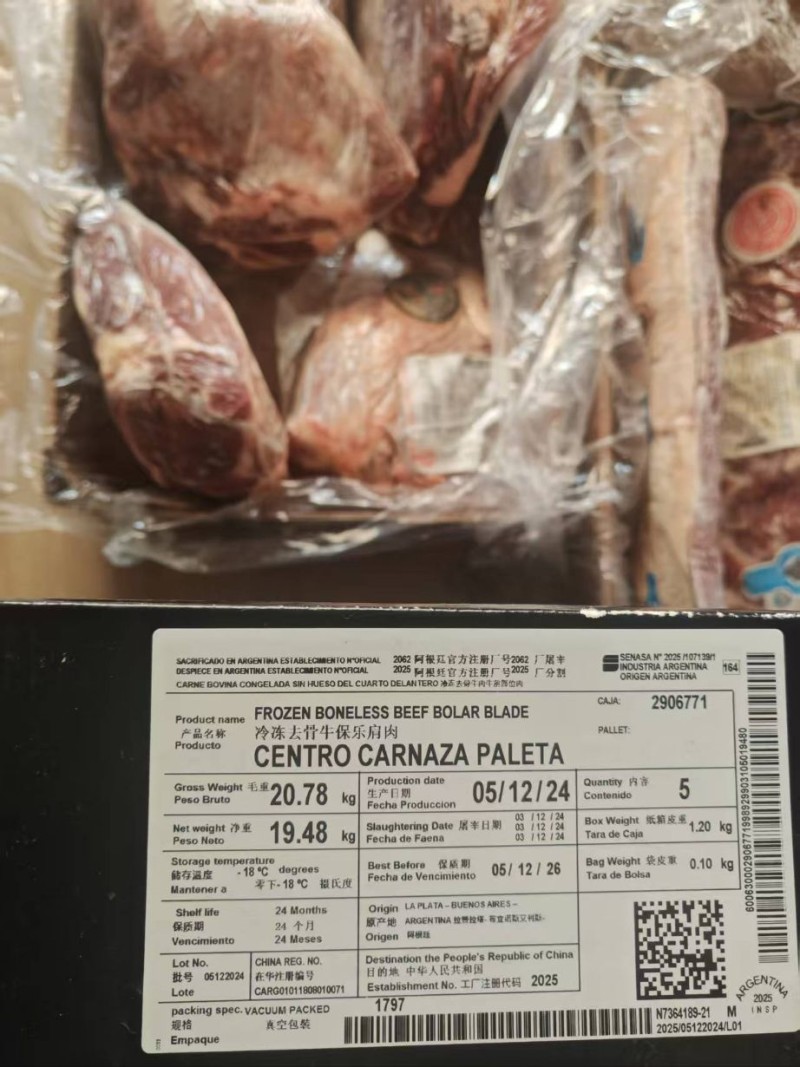 SACRIFICADO EN ARGENTINA ESTABLECIMIENTO N°OFICIAL 2062 阿根廷官方注册厂号2062 厂屠宰
DESPIECE EN ARGENTINA ESTABLECIMIENTO N°OFICIAL 2025 阿根廷官方注册厂号2025 厂分割
CARNE BOVINA CONGELADA SIN HUESO DEL CUARTO DELANTERO
SENASA N° 2025 /107139/1
INDUSTRIA ARGENTINA
ORIGEN ARGENTINA
164
Product name FROZEN BONELESS BEEF BOLAR BLADE
产品名称 冷冻去骨牛保乐肩肉
Producto CENTRO CARNAZA PALETA
CAJA: 2906771
PALLET:
Gross Weight 毛重 20.78 kg
Peso Bruto
Production date
生产日期 05/12/24
Fecha Produccion
Quantity 内容 5
Contenido
Net weight 净重 19.48 kg
Peso Neto
Slaughtering Date 屠宰日期
Fecha de Faena
03 /12 /24
03 /12 /24
03 /12 /24
Box Weight 纸箱皮重 1.20 kg
Tara de Caja
Storage temperature
储存温度 -18 °C degrees
Mantener a 零下-18 °C 摄氏度
Best Before 保质期 05/ 12 / 26
Fecha de Vencimiento
Bag Weight 袋皮重 0.10 kg
Tara de Bolsa
Shelf life 24 Months
保质期 24 个月
Vencimiento 24 Meses
Origin LA PLATA - BUENOS AIRES -
原产地 ARGENTINA
Origen 阿根廷
Lot No.
批号 05122024
Lote
CHINA REG. NO.
在华注册编号
CARG01011808010071
Destination the People's Republic of China
目的地 中华人民共和国
Establishment No. 工厂注册代码 2025
packing spec. VACUUM PACKED
规格 真空包装
Empaque
1797
N7364189-21 M
2025/05122024/L01
ARGENTINA
2025
INSP